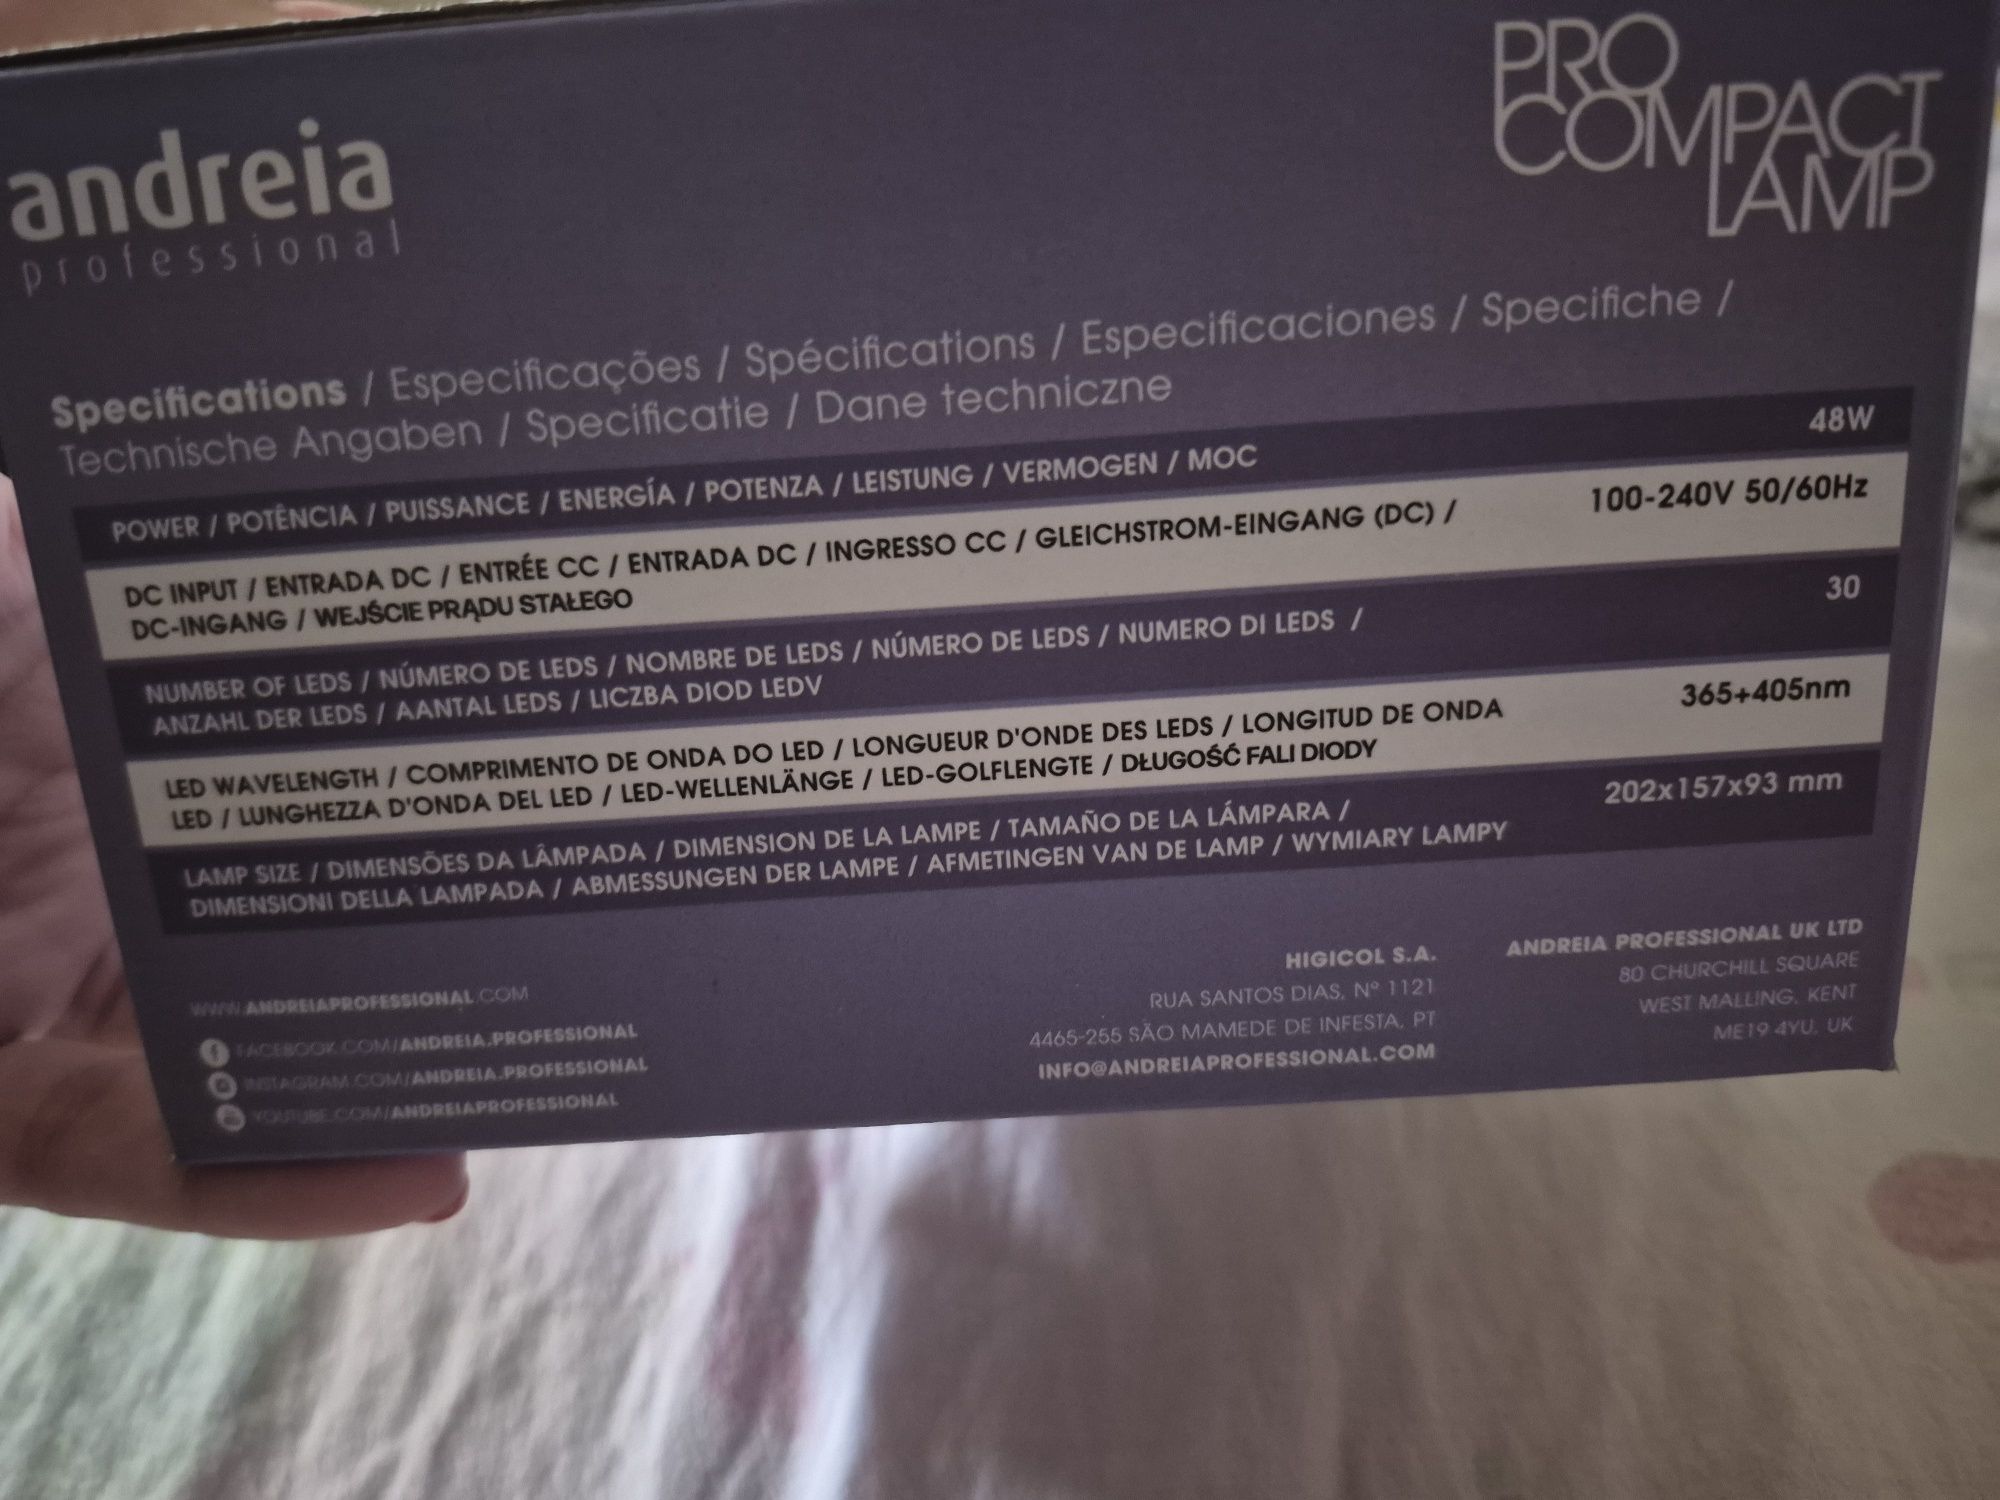 andreia
professional
PRO
COMPACT
LAMP
Specifications / Especificações / Spécifications / Especificaciones / Specifiche /
Technische Angaben / Specificatie / Dane techniczne
POWER / POTÊNCIA / PUISSANCE / ENERGÍA / POTENZA / LEISTUNG / VERMOGEN / MOC 48W
DC INPUT / ENTRADA DC / ENTRÉE CC / ENTRADA DC / INGRESSO CC / GLEICHSTROM-EINGANG (DC) / 100-240V 50/60Hz
DC-INGANG / WEJŚCIE PRĄDU STAŁEGO
NUMBER OF LEDS / NÚMERO DE LEDS / NOMBRE DE LEDS / NÚMERO DE LEDS / NUMERO DI LEDS / 30
ANZAHL DER LEDS / AANTAL LEDS / LICZBA DIOD LEDV
LED WAVELENGTH / COMPRIMENTO DE ONDA DO LED / LONGUEUR D'ONDE DES LEDS / LONGITUD DE ONDA 365+405nm
LED / LUNGHEZZA D'ONDA DEL LED / LED-WELLENLÄNGE / LED-GOLFLENGTE / DŁUGOŚĆ FALI DIODY
LAMP SIZE / DIMENSÕES DA LÂMPADA / DIMENSION DE LA LAMPE / TAMAÑO DE LA LÁMPARA / 202x157x93 mm
DIMENSIONI DELLA LAMPADA / ABMESSUNGEN DER LAMPE / AFMETINGEN VAN DE LAMP / WYMIARY LAMPY
WWW.ANDREIAPROFESSIONAL.COM
FACEBOOK.COM/ANDREIA.PROFESSIONAL
INSTAGRAM.COM/ANDREIA.PROFESSIONAL
YOUTUBE.COM/ANDREIAPROFESSIONAL
HIGICOL S.A.
RUA SANTOS DIAS, Nº 1121
4465-255 SÃO MAMEDE DE INFESTA, PT
INFO@ANDREIAPROFESSIONAL.COM
ANDREIA PROFESSIONAL UK LTD
80 CHURCHILL SQUARE
WEST MALLING, KENT
ME19 4YU, UK